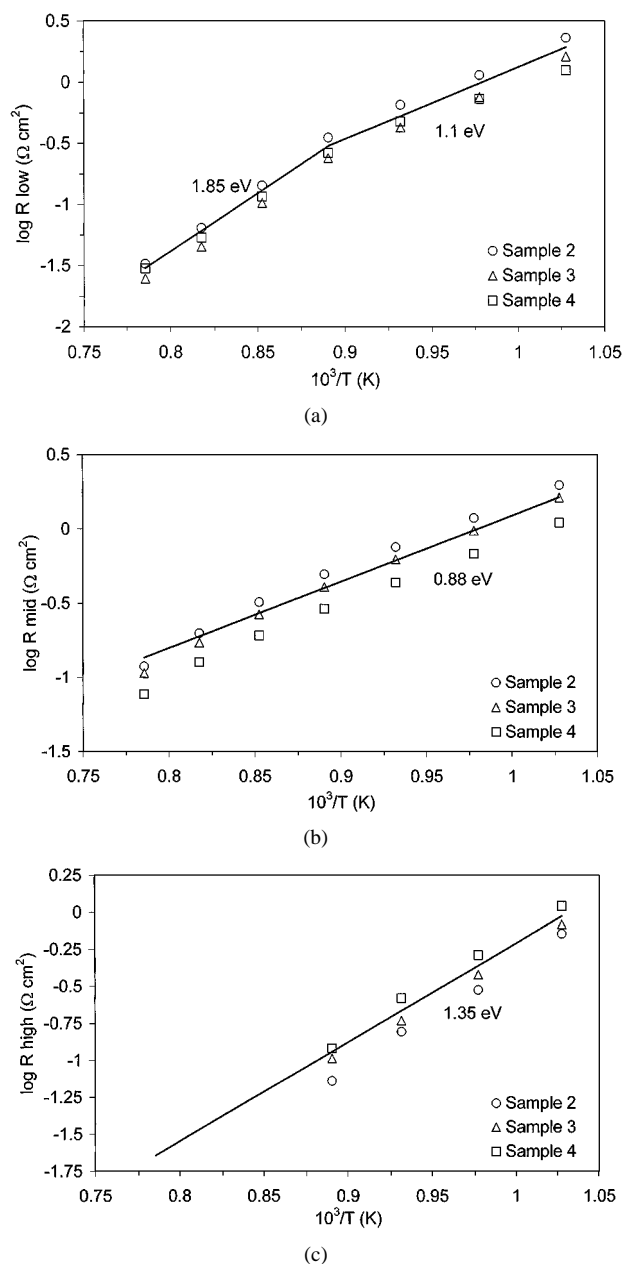 0.5
0
-0.5
-1
-1.5
-2
log R low (Ω cm²)
1.85 eV
1.1 eV
○ Sample 2
△ Sample 3
□ Sample 4
0.75 0.8 0.85 0.9 0.95 1 1.05
10³/T (K)
(a)
0.5
0
-0.5
-1
-1.5
log R mid (Ω cm²)
0.88 eV
○ Sample 2
△ Sample 3
□ Sample 4
0.75 0.8 0.85 0.9 0.95 1 1.05
10³/T (K)
(b)
0.25
0
-0.25
-0.5
-0.75
-1
-1.25
-1.5
-1.75
log R high (Ω cm²)
1.35 eV
○ Sample 2
△ Sample 3
□ Sample 4
0.75 0.8 0.85 0.9 0.95 1 1.05
10³/T (K)
(c)